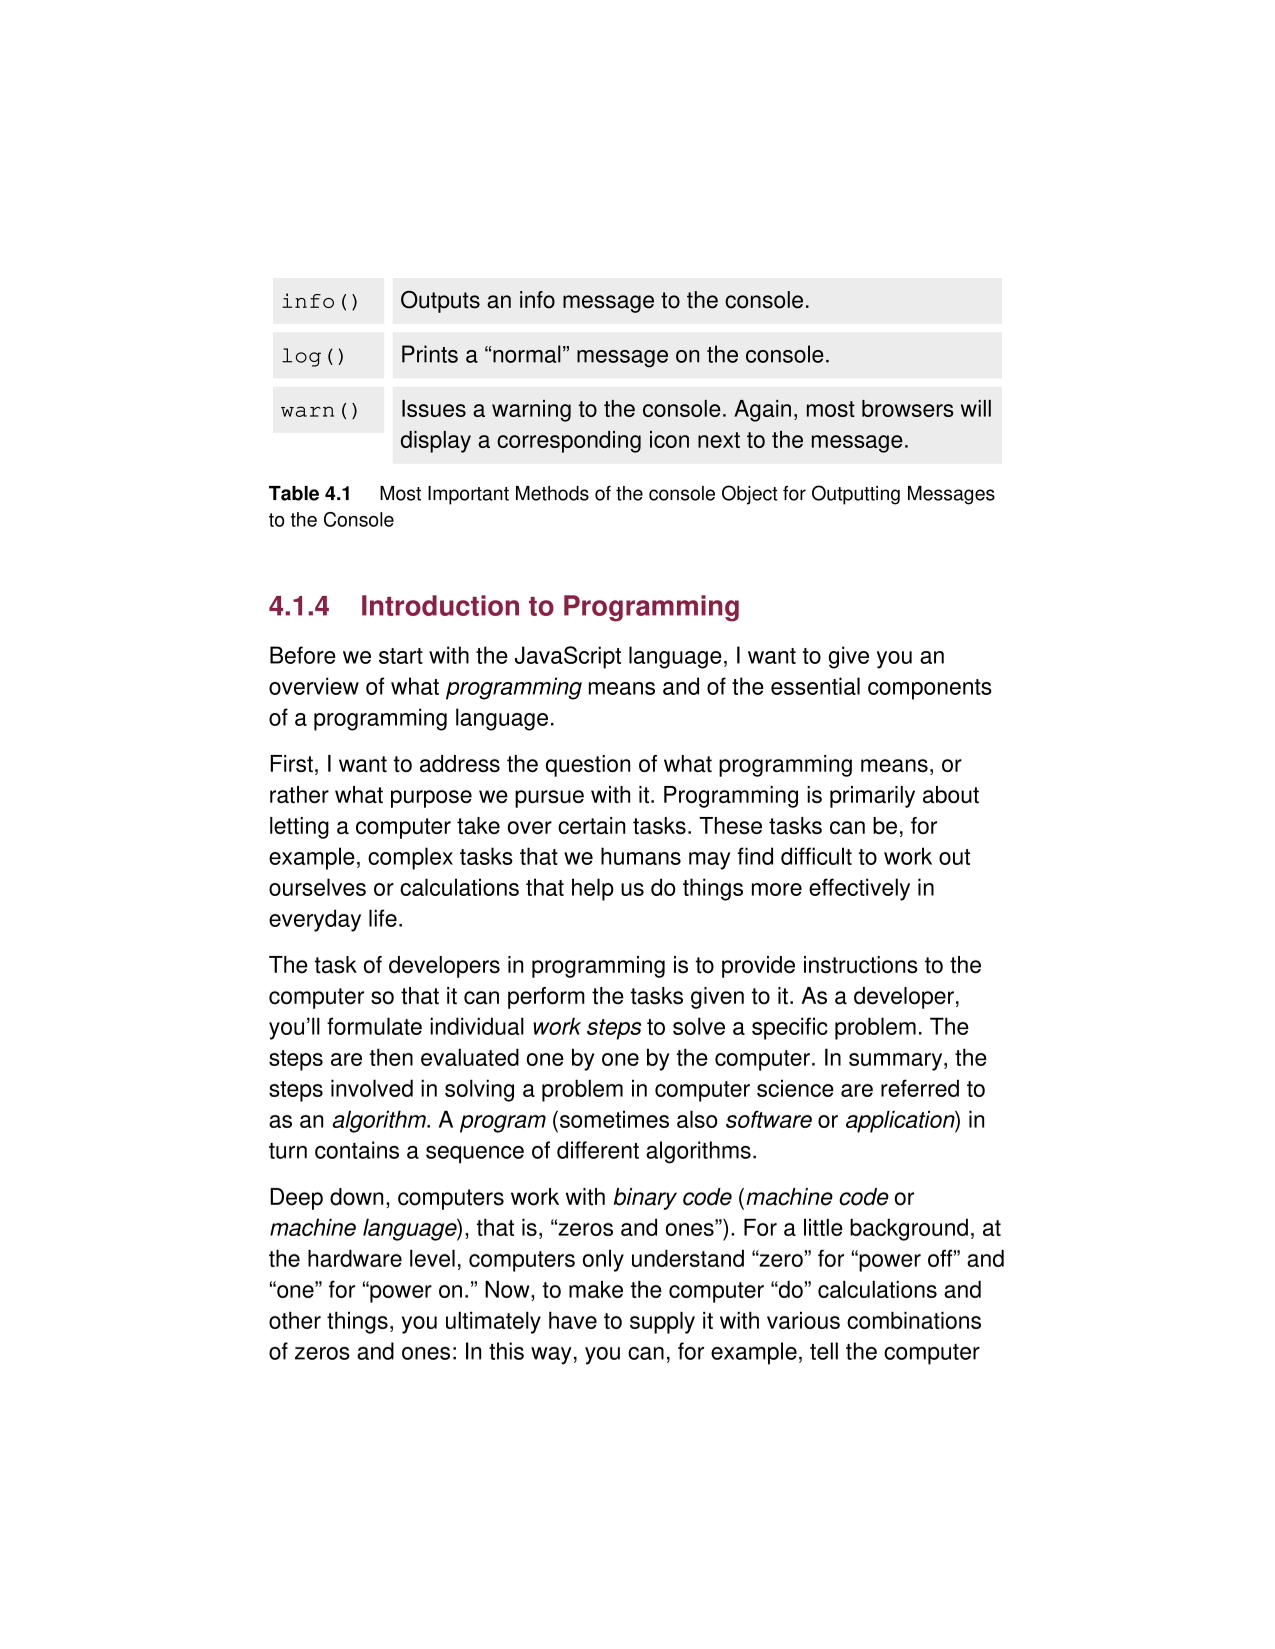 info() Outputs an info message to the console.
log() Prints a “normal” message on the console.
warn() Issues a warning to the console. Again, most browsers will
display a corresponding icon next to the message.
Table 4.1 Most Important Methods of the console Object for Outputting Messages
to the Console
4.1.4 Introduction to Programming
Before we start with the JavaScript language, I want to give you an
overview of what programming means and of the essential components
of a programming language.
First, I want to address the question of what programming means, or
rather what purpose we pursue with it. Programming is primarily about
letting a computer take over certain tasks. These tasks can be, for
example, complex tasks that we humans may find difficult to work out
ourselves or calculations that help us do things more effectively in
everyday life.
The task of developers in programming is to provide instructions to the
computer so that it can perform the tasks given to it. As a developer,
you’ll formulate individual work steps to solve a specific problem. The
steps are then evaluated one by one by the computer. In summary, the
steps involved in solving a problem in computer science are referred to
as an algorithm. A program (sometimes also software or application) in
turn contains a sequence of different algorithms.
Deep down, computers work with binary code (machine code or
machine language), that is, “zeros and ones”). For a little background, at
the hardware level, computers only understand “zero” for “power off” and
“one” for “power on.” Now, to make the computer “do” calculations and
other things, you ultimately have to supply it with various combinations
of zeros and ones: In this way, you can, for example, tell the computer